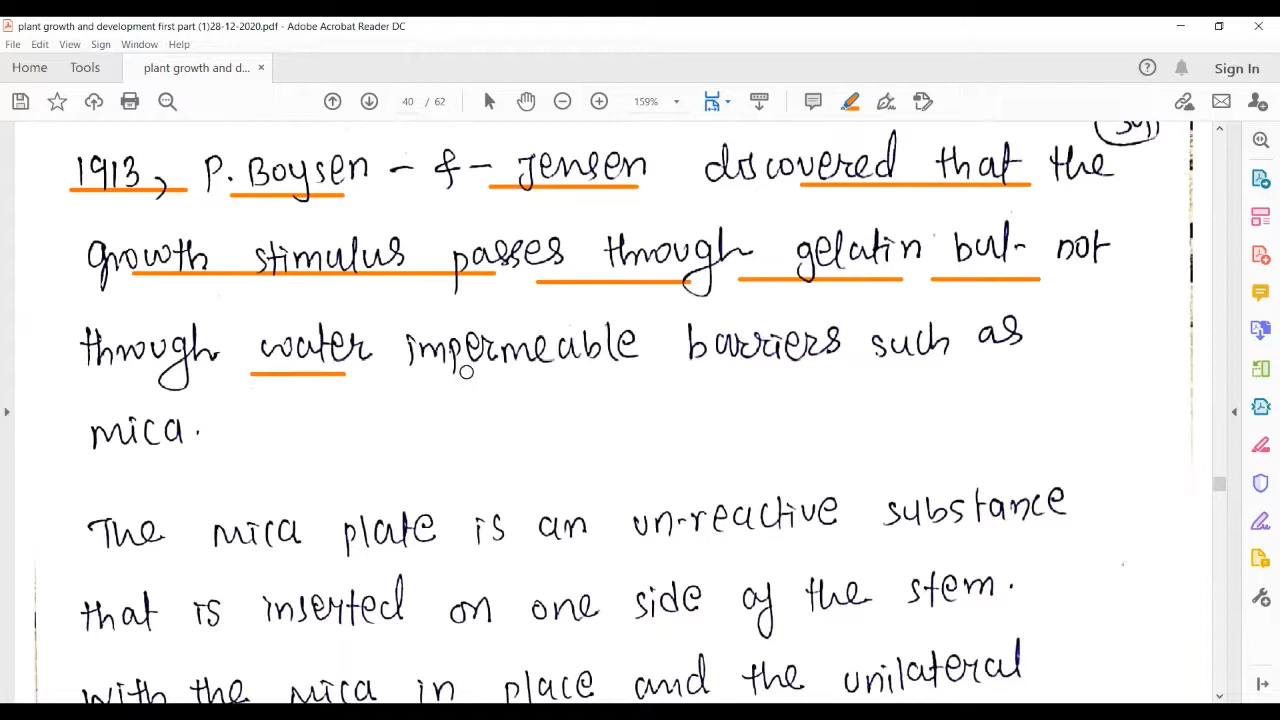 plant growth and development first part (1)28-12-2020.pdf - Adobe Acrobat Reader DC
File Edit View Sign Window Help
Home Tools plant growth and d... × Sign In
40 / 62 159%
1913, P. Boysen - & - Jensen discovered that the
growth stimulus passes through gelatin but not
through water impermeable barriers such as
mica.
The mica plate is an un-reactive substance
that is inserted on one side of the stem.
with the mica in place and the unilateral